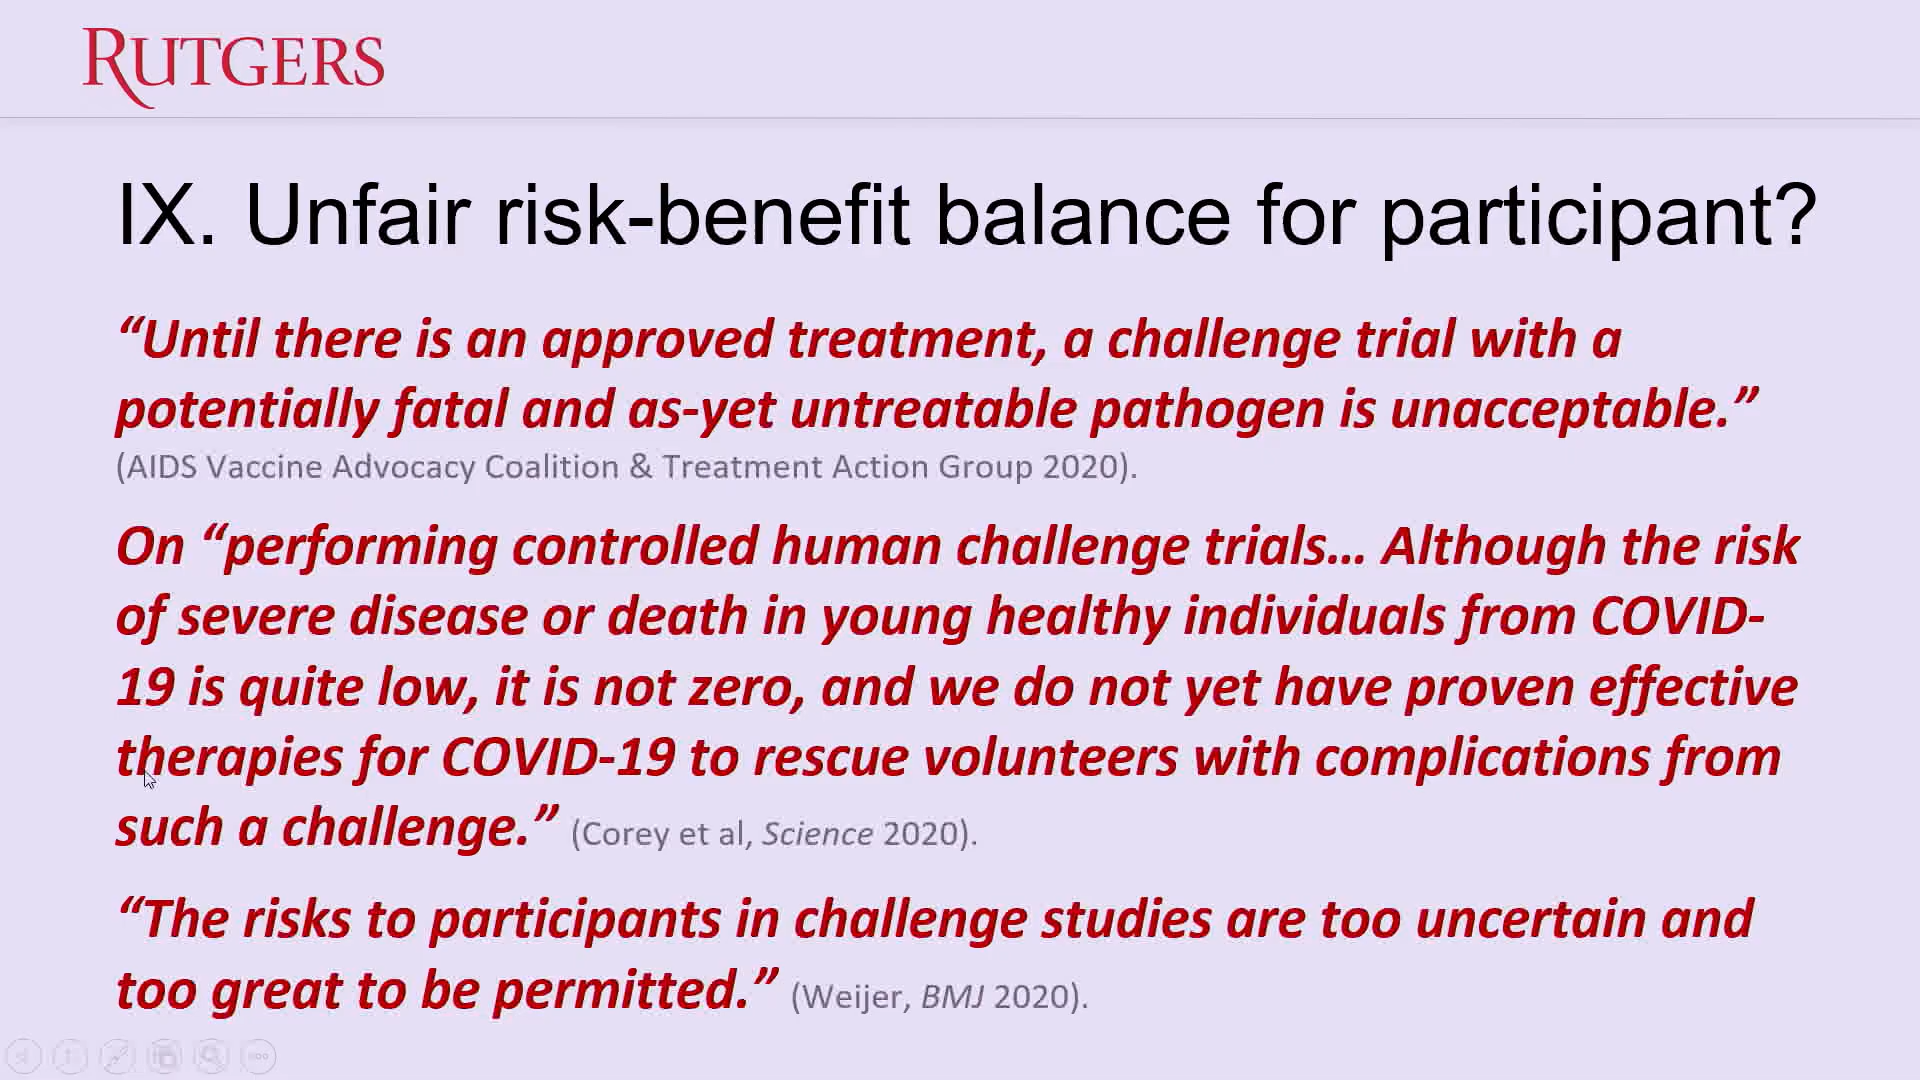 RUTGERS
IX. Unfair risk-benefit balance for participant?
“Until there is an approved treatment, a challenge trial with a
potentially fatal and as-yet untreatable pathogen is unacceptable.”
(AIDS Vaccine Advocacy Coalition & Treatment Action Group 2020).
On “performing controlled human challenge trials… Although the risk
of severe disease or death in young healthy individuals from COVID-
19 is quite low, it is not zero, and we do not yet have proven effective
therapies for COVID-19 to rescue volunteers with complications from
such a challenge.” (Corey et al, Science 2020).
“The risks to participants in challenge studies are too uncertain and
too great to be permitted.” (Weijer, BMJ 2020).